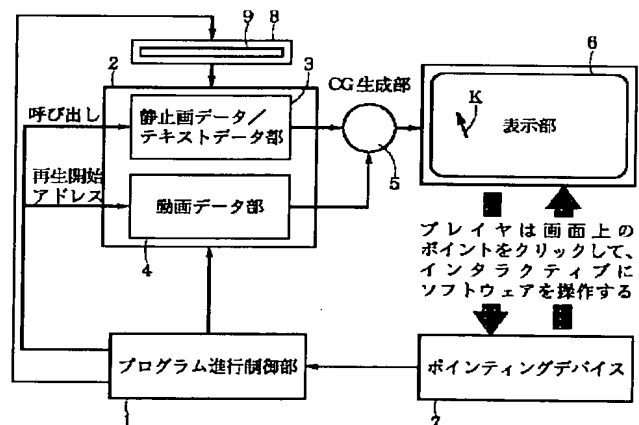 9 8
2
3
6
呼び出し
静止画データ／
テキストデータ部
CG生成部
5
K
表示部
再生開始
アドレス
動画データ部
4
プレイヤは画面上の
ポイントをクリックして、
インタラクティブに
ソフトウェアを操作する
プログラム進行制御部
1
ポインティングデバイス
7